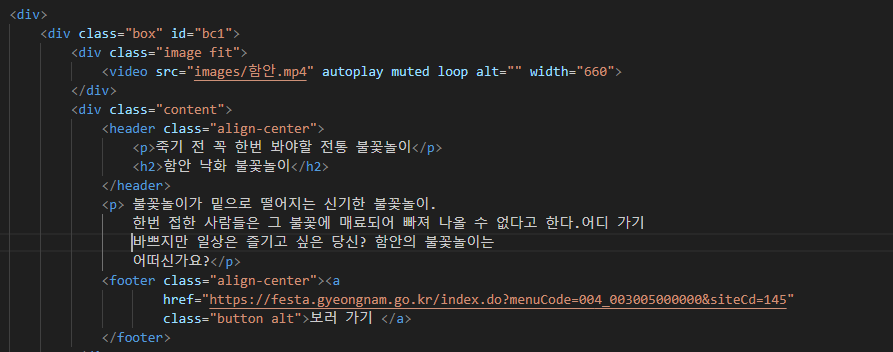 <div>
<div class="box" id="bc1">
<div class="image fit">
<video src="images/함안.mp4" autoplay muted loop alt="" width="660">
</div>
<div class="content">
<header class="align-center">
<p>죽기 전 꼭 한번 봐야할 전통 불꽃놀이</p>
<h2>함안 낙화 불꽃놀이</h2>
</header>
<p> 불꽃놀이가 밑으로 떨어지는 신기한 불꽃놀이.
한번 접한 사람들은 그 불꽃에 매료되어 빠져 나올 수 없다고 한다.어디 가기
바쁘지만 일상은 즐기고 싶은 당신? 함안의 불꽃놀이는
어떠신가요?</p>
<footer class="align-center"><a
href="https://festa.gyeongnam.go.kr/index.do?menuCode=004_003005000000&siteCd=145"
class="button alt">보러 가기 </a>
</footer>